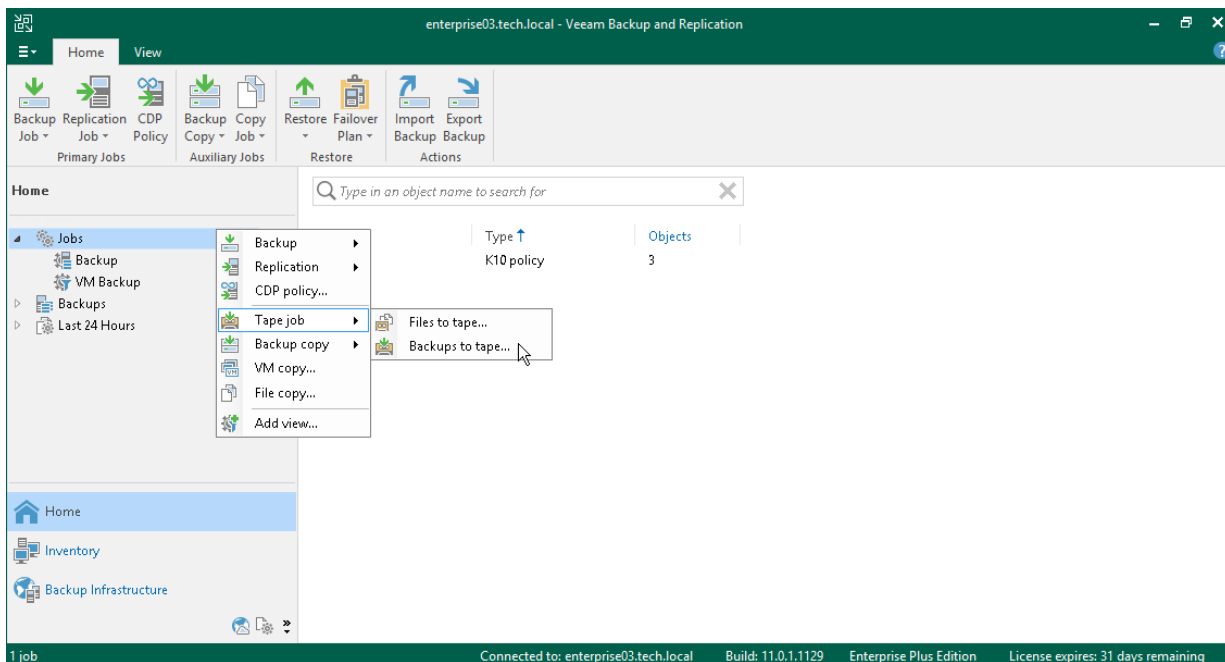 enterprise03.tech.local - Veeam Backup and Replication
Home View
Backup Job
Replication Job
CDP Policy
Backup Copy
Copy Job
Restore
Failover Plan
Import Backup
Export Backup
Primary Jobs
Auxiliary Jobs
Restore
Actions
Home
Type in an object name to search for
Jobs
Backup
VM Backup
Backups
Last 24 Hours
Type Objects
K10 policy 3
Backup
Replication
CDP policy...
Tape job
Backup copy
VM copy...
File copy...
Add view...
Files to tape...
Backups to tape...
Home
Inventory
Backup Infrastructure
1 job Connected to: enterprise03.tech.local Build: 11.0.1.1129 Enterprise Plus Edition License expires: 31 days remaining